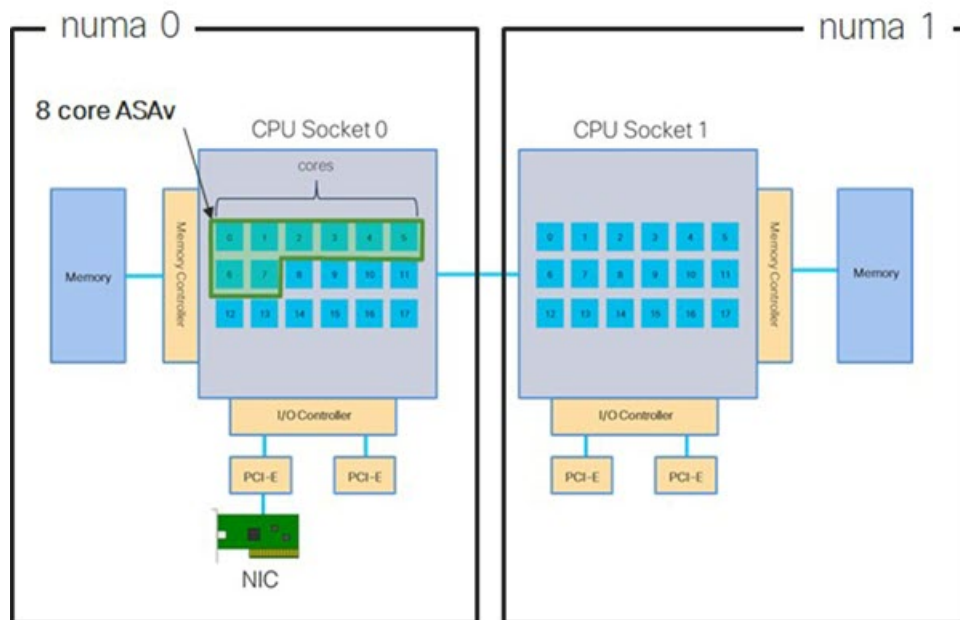 numa 0
numa 1
8 core ASAv
CPU Socket 0
CPU Socket 1
cores
0 1 2 3 4 5
6 7 8 9 10 11
12 13 14 15 16 17
0 1 2 3 4 5
6 7 8 9 10 11
12 13 14 15 16 17
Memory
Memory Controller
Memory Controller
Memory
I/O Controller
I/O Controller
PCI-E
PCI-E
PCI-E
PCI-E
NIC